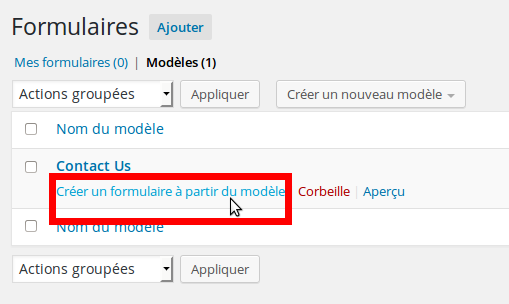 Formulaires Ajouter
Mes formulaires (0) | Modèles (1)
Actions groupées Appliquer Créer un nouveau modèle
Nom du modèle
Contact Us
Créer un formulaire à partir du modèle Corbeille | Aperçu
Nom du modèle
Actions groupées Appliquer